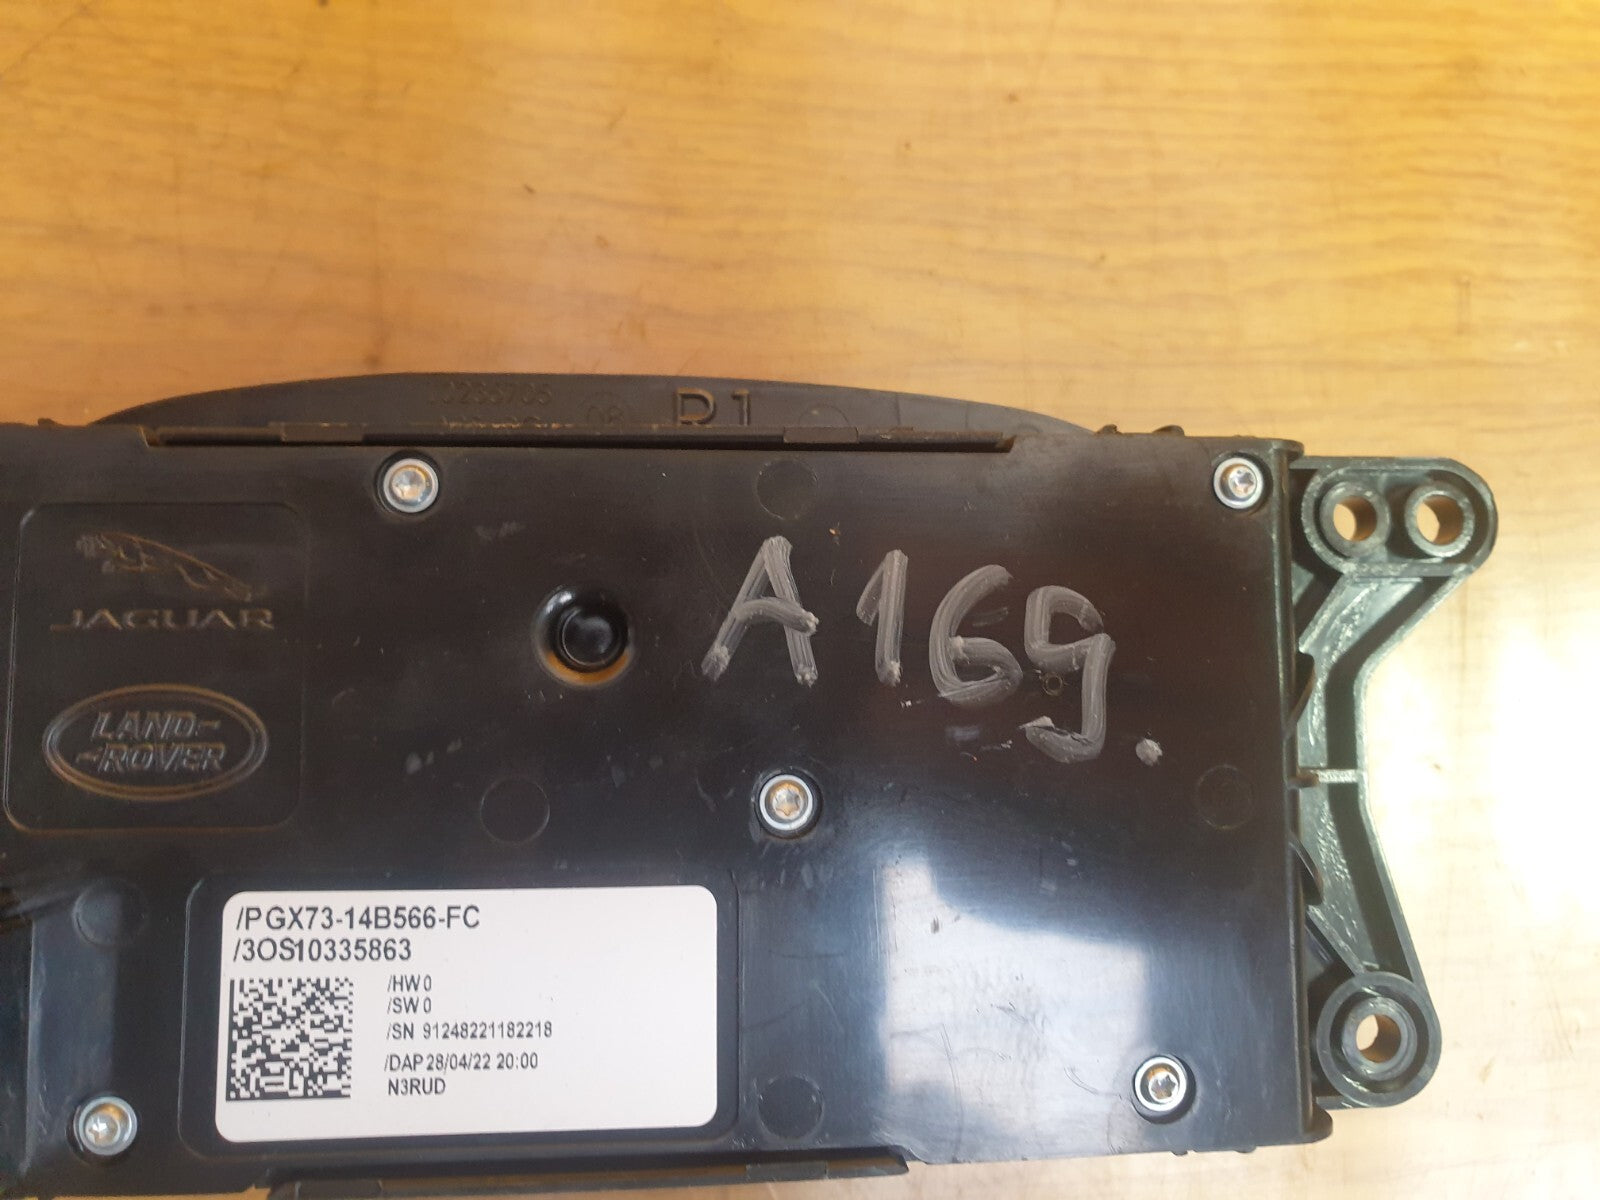 R1
A169.
JAGUAR
LAND-
-ROVER
/PGX73-14B566-FC
/3OS10335863
/HW 0
/SW 0
/SN 91248221182218
/DAP 28/04/22 20:00
N3RUD